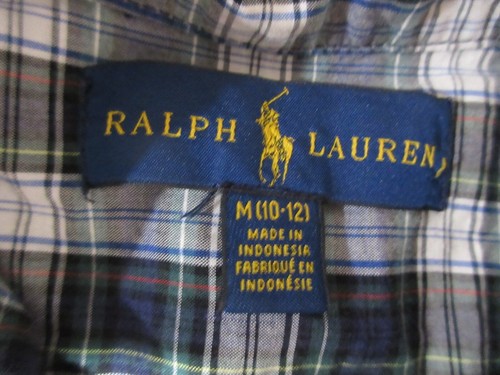 RALPH LAUREN
M (10-12)
MADE IN
INDONESIA
FABRIQUÉ EN
INDONÉSIE